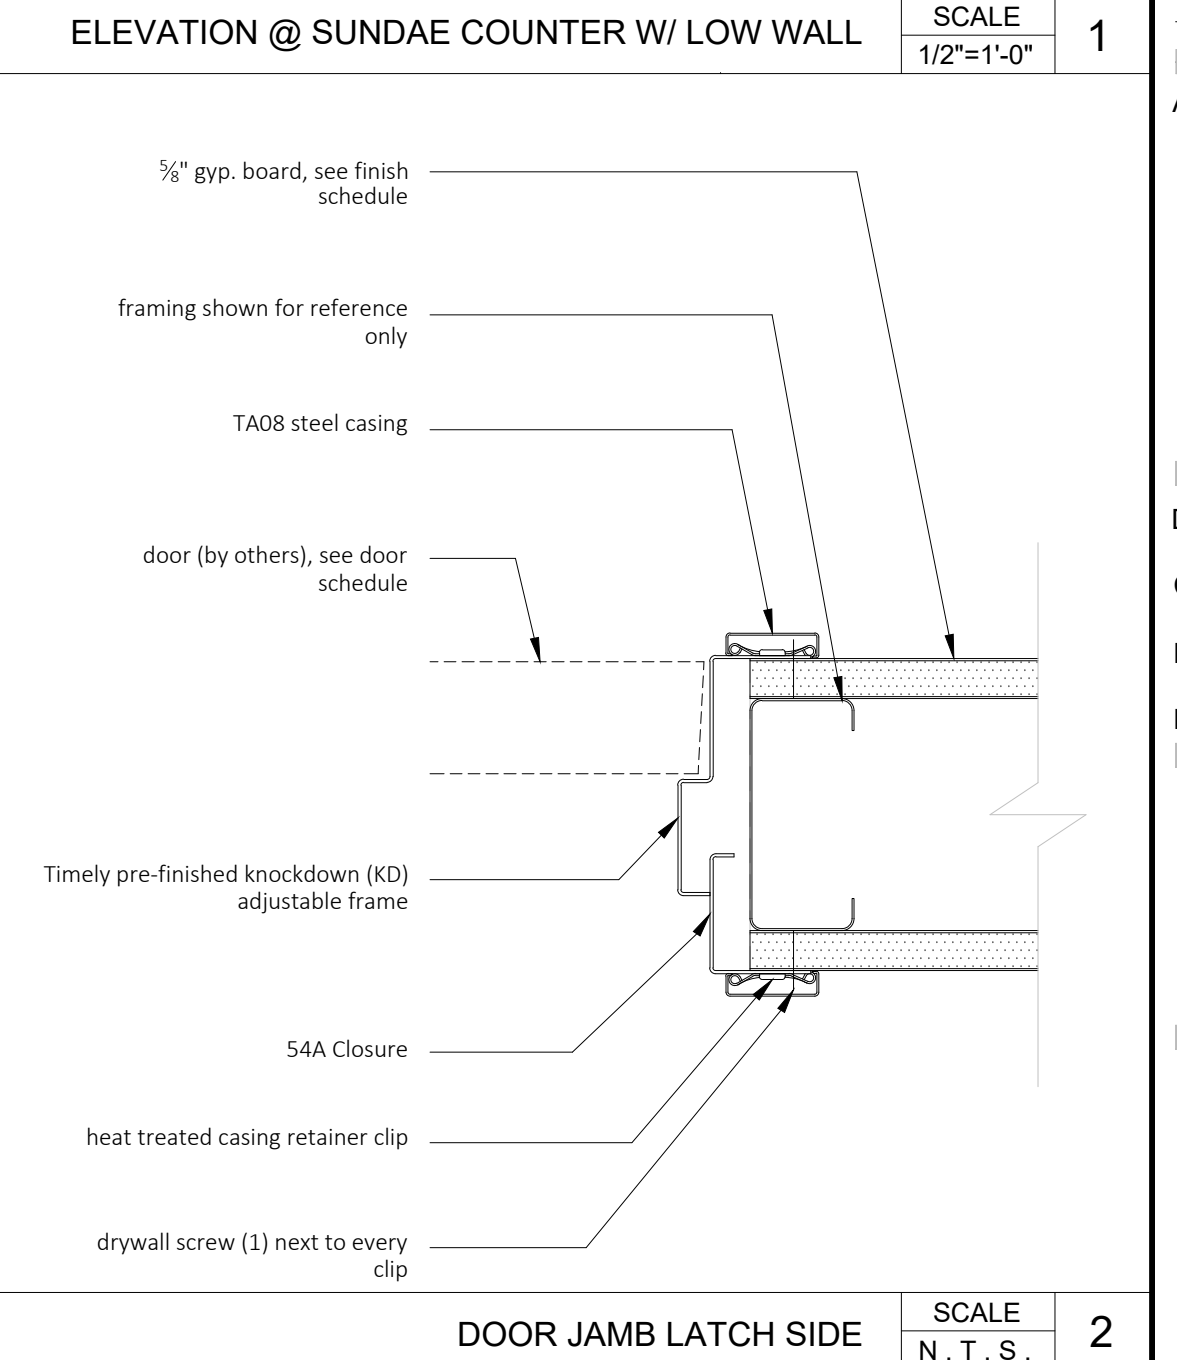 ELEVATION @ SUNDAE COUNTER W/ LOW WALL
SCALE
1/2"=1'-0"
1
⅝" gyp. board, see finish
schedule
framing shown for reference
only
TA08 steel casing
door (by others), see door
schedule
Timely pre-finished knockdown (KD)
adjustable frame
54A Closure
heat treated casing retainer clip
drywall screw (1) next to every
clip
DOOR JAMB LATCH SIDE
SCALE
N . T . S .
2